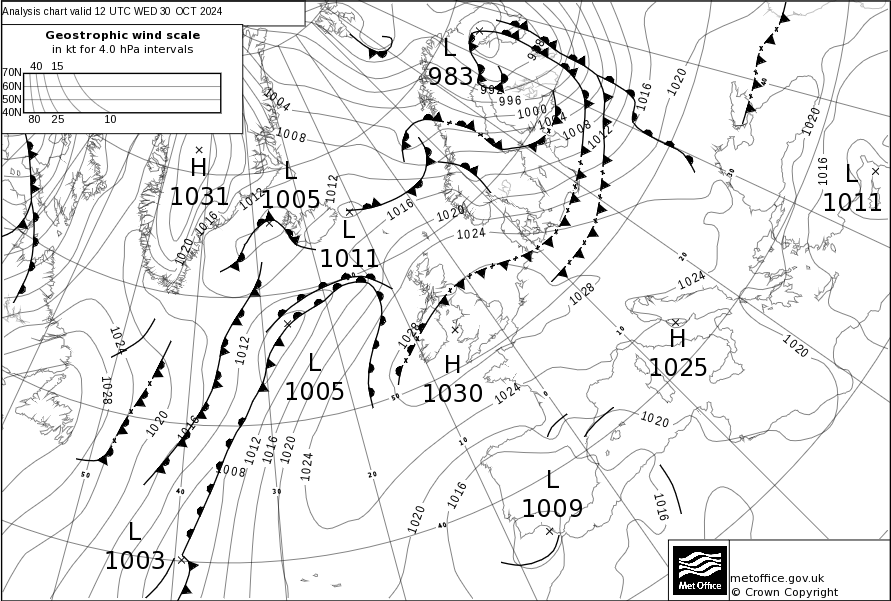 Analysis chart valid 12 UTC WED 30 OCT 2024
Geostrophic wind scale
in kt for 4.0 hPa intervals
40 15
70N
60N
50N
40N
80 25 10
L
983
992
996
1000
1004
1008
1012
1016
1020
1004
1008
H
1031
L
1005
1012
1012
1016
1020
1016
1020
1024
L
1011
L
1011
1020
1016
1024
1028
1028
H
1025
H
1030
L
1005
1020
1024
1028
1020
1016
1012
1008
1012
1016
1020
1024
1024
1020
1016
1020
1016
L
1009
L
1003
50
40
30
20
10
0
10
20
30
40
50
40
Met Office
metoffice.gov.uk
© Crown Copyright